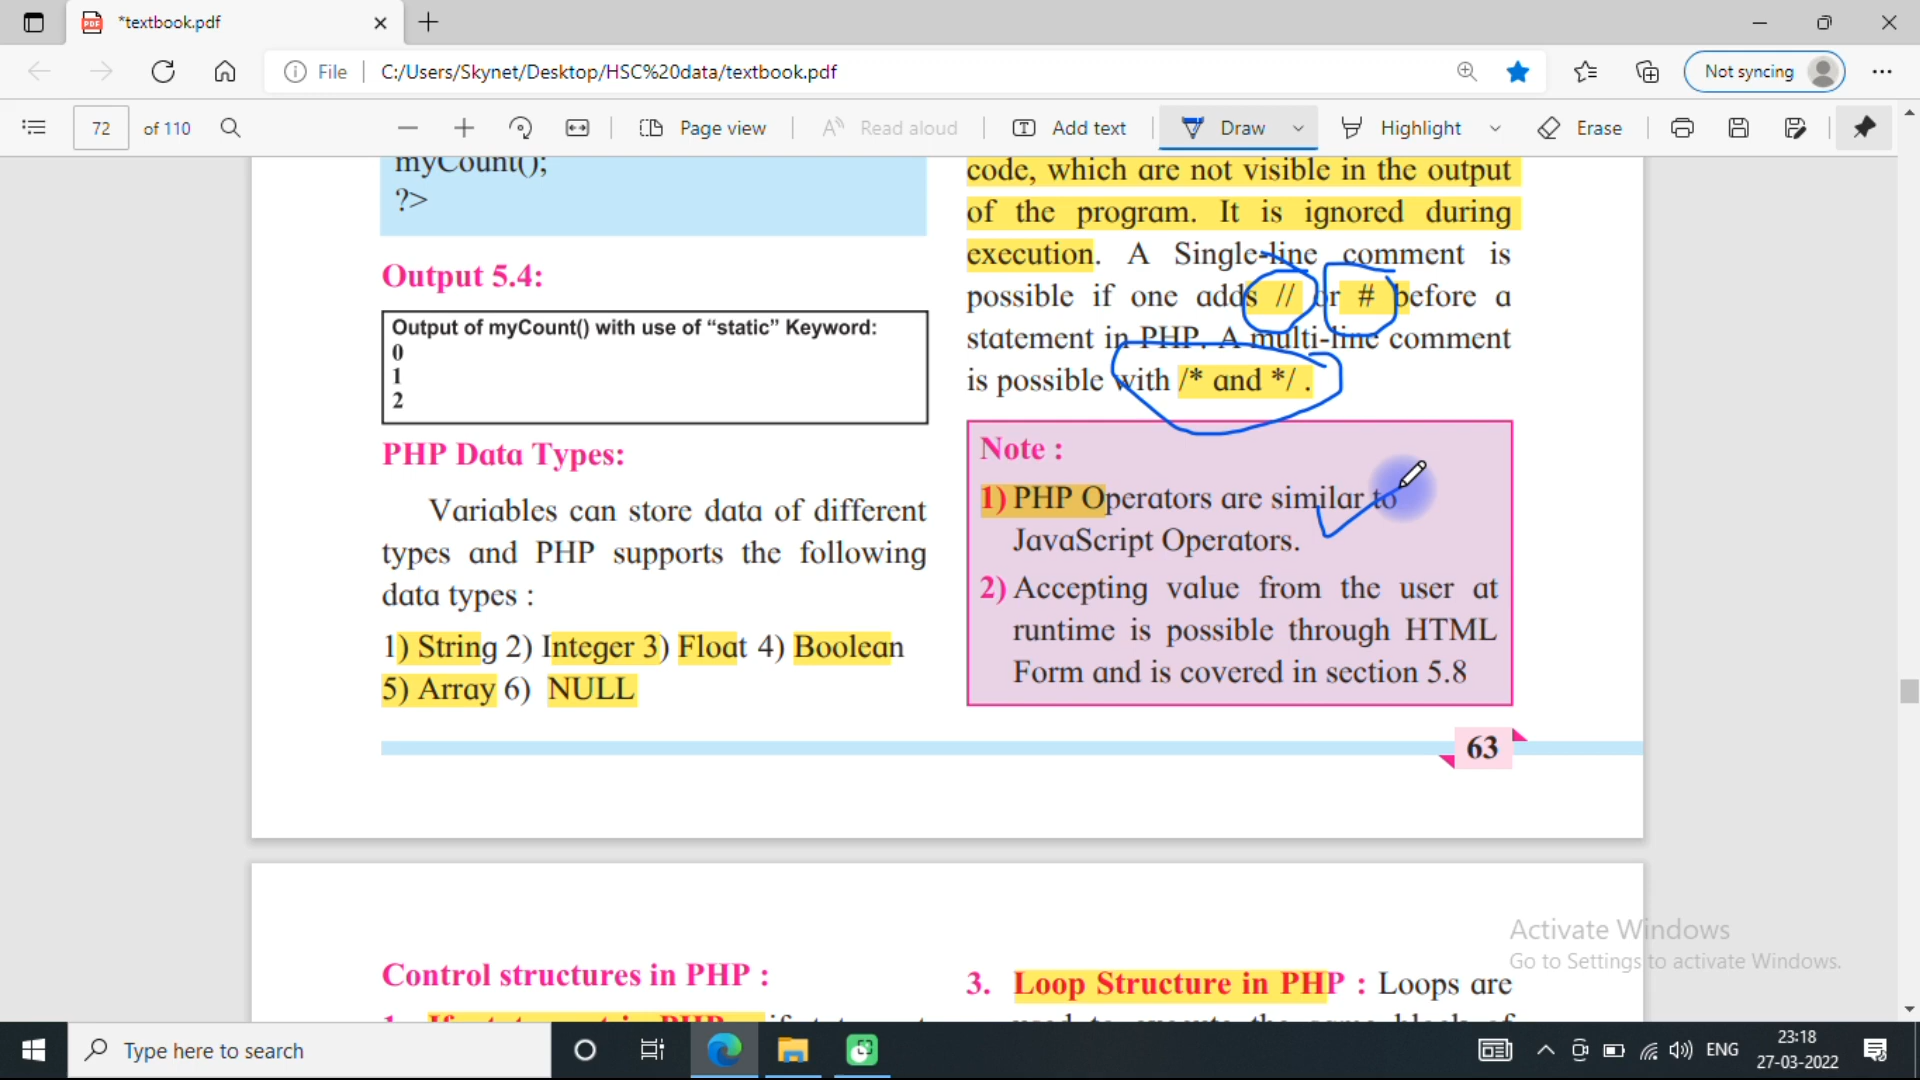 *textbook.pdf
File
C:/Users/Skynet/Desktop/HSC%20data/textbook.pdf
Not syncing
72 of 110
Page view
Read aloud
Add text
Draw
Highlight
Erase
myCount();
?>
Output 5.4:
Output of myCount() with use of “static” Keyword:
0
1
2
PHP Data Types:
Variables can store data of different
types and PHP supports the following
data types :
1) String 2) Integer 3) Float 4) Boolean
5) Array 6) NULL
code, which are not visible in the output
of the program. It is ignored during
execution. A Single-line comment is
possible if one adds // or # before a
statement in PHP. A multi-line comment
is possible with /* and */ .
Note :
1) PHP Operators are similar to
JavaScript Operators.
2) Accepting value from the user at
runtime is possible through HTML
Form and is covered in section 5.8
63
Control structures in PHP :
3. Loop Structure in PHP : Loops are
Activate Windows
Go to Settings to activate Windows.
Type here to search
ENG
23:18
27-03-2022